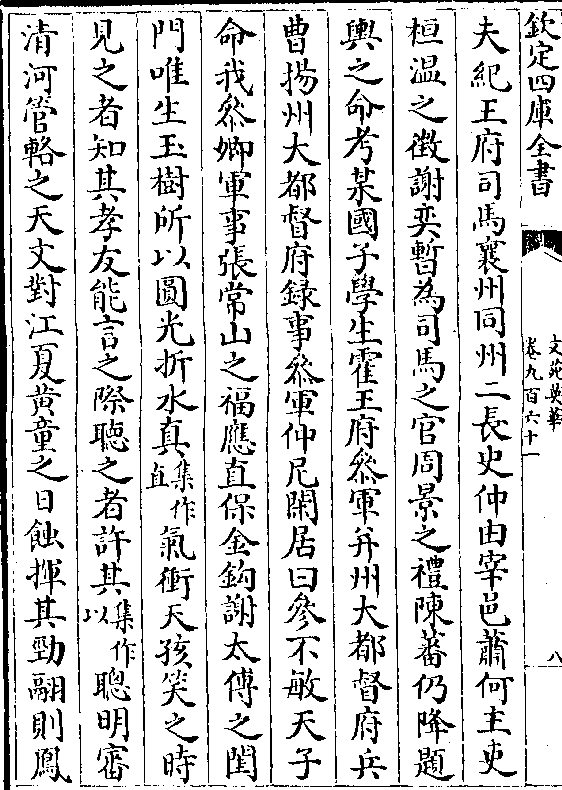 欽定四庫全書
文苑英華
卷九百六十一
八
夫紀王府司馬襄州同州二長史仲由宰邑蕭何主吏
桓温之徵謝奕暫為司馬之官周景之禮陳蕃仍降題
輿之命考某國子學生霍王府叅軍并州大都督府兵
曹揚州大都督府録事叅軍仲尼閑居曰參不敏天子
命我叅卿軍事張常山之福應直保金鈎謝太傅之閨
門唯生玉樹所以圓光折水真集作直氣衝天孩笑之時
見之者知其孝友能言之際聽之者許其集作以聰明審
清河管輅之天文對江夏黄童之日蝕揮其勁翮則鳳